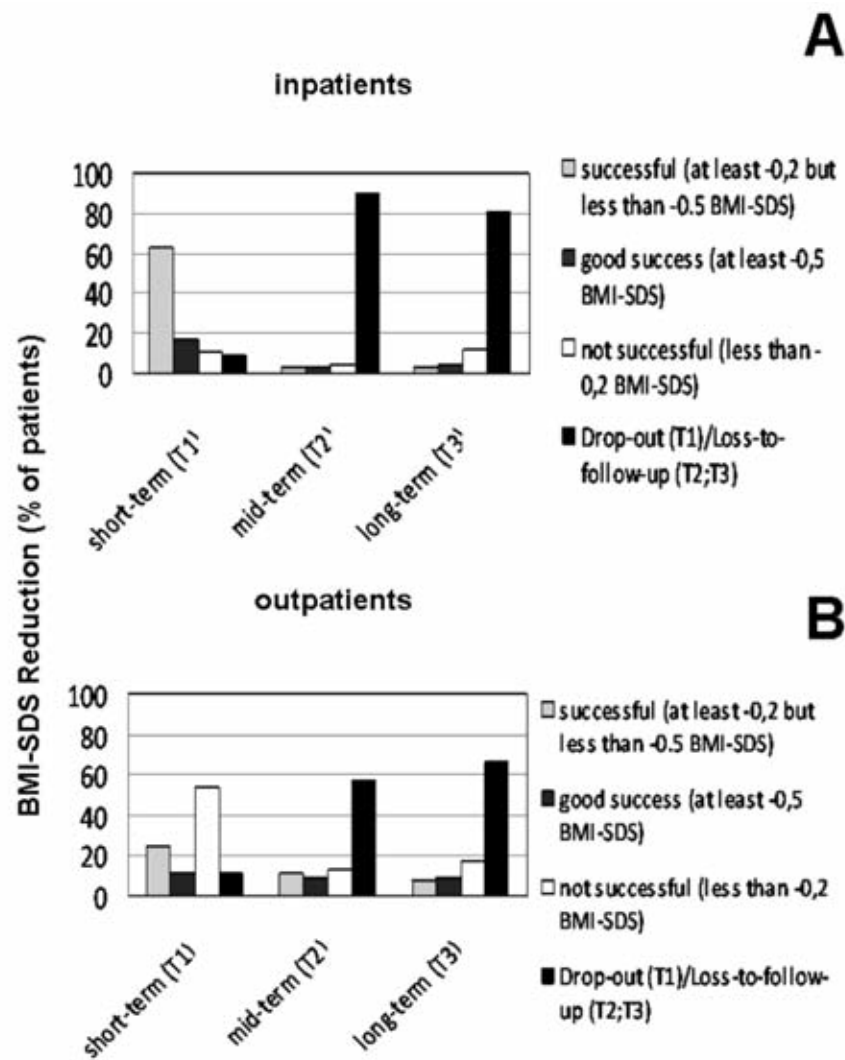 A
inpatients
100
80
60
40
20
0
short-term (T1)
mid-term (T2)
long-term (T3)
successful (at least -0,2 but
less than -0.5 BMI-SDS)
good success (at least -0,5
BMI-SDS)
not successful (less than -
0,2 BMI-SDS)
Drop-out (T1)/Loss-to-
follow-up (T2;T3)
BMI-SDS Reduction (% of patients)
B
outpatients
100
80
60
40
20
0
short-term (T1)
mid-term (T2)
long-term (T3)
successful (at least -0,2 but
less than -0.5 BMI-SDS)
good success (at least -0,5
BMI-SDS)
not successful (less than -0,2
BMI-SDS)
Drop-out (T1)/Loss-to-follow-
up (T2;T3)